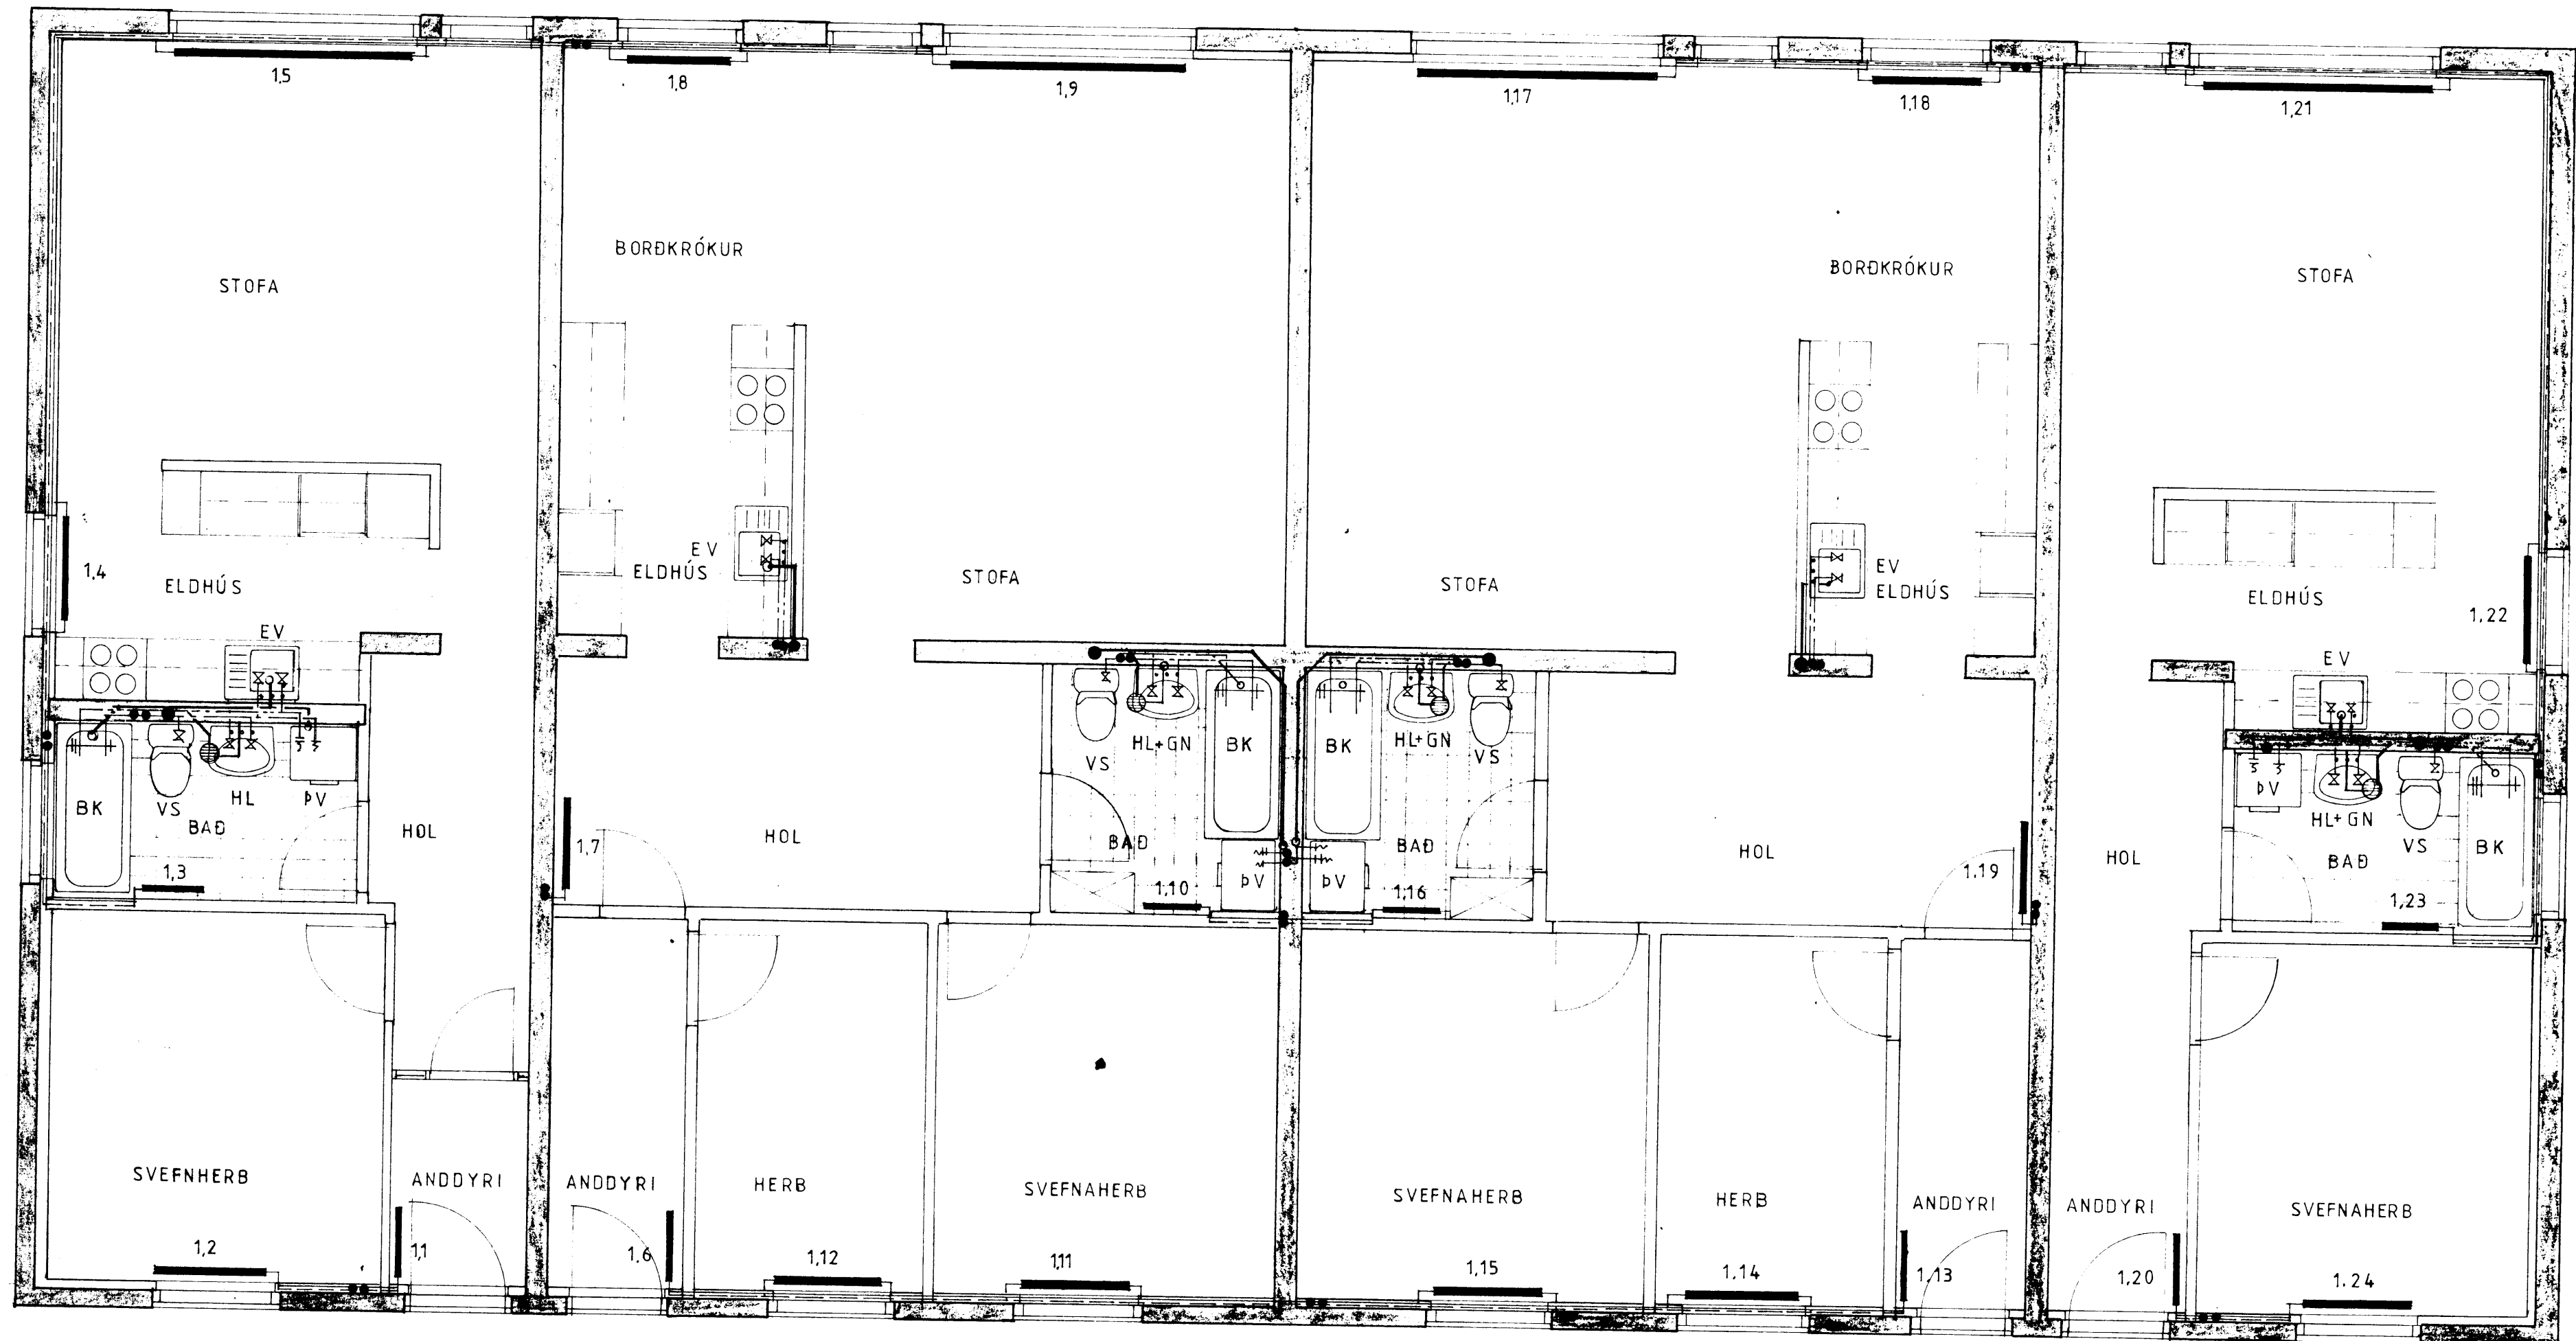 1,5
1,8
1,9
1,17
1,18
1,21
BORÐKRÓKUR
BORÐKRÓKUR
STOFA
STOFA
EV
ELDHÚS
STOFA
STOFA
EV
ELDHÚS
1,4
ELDHÚS
ELDHÚS
1,22
EV
EV
BK
VS
HL
ÞV
BAÐ
1,3
HOL
1,7
HOL
VS
HL+GN
BK
BAÐ
1,10
ÞV
BK
HL+GN
VS
BAÐ
ÞV
1,16
HOL
1.19
HOL
ÞV
HL+GN
VS
BK
BAÐ
1,23
SVEFNHERB
ANDDYRI
ANDDYRI
HERB
SVEFNAHERB
SVEFNAHERB
HERB
ANDDYRI
ANDDYRI
SVEFNAHERB
1,2
1,1
1.6
1,12
1,11
1,15
1.14
1,13
1,20
1.24